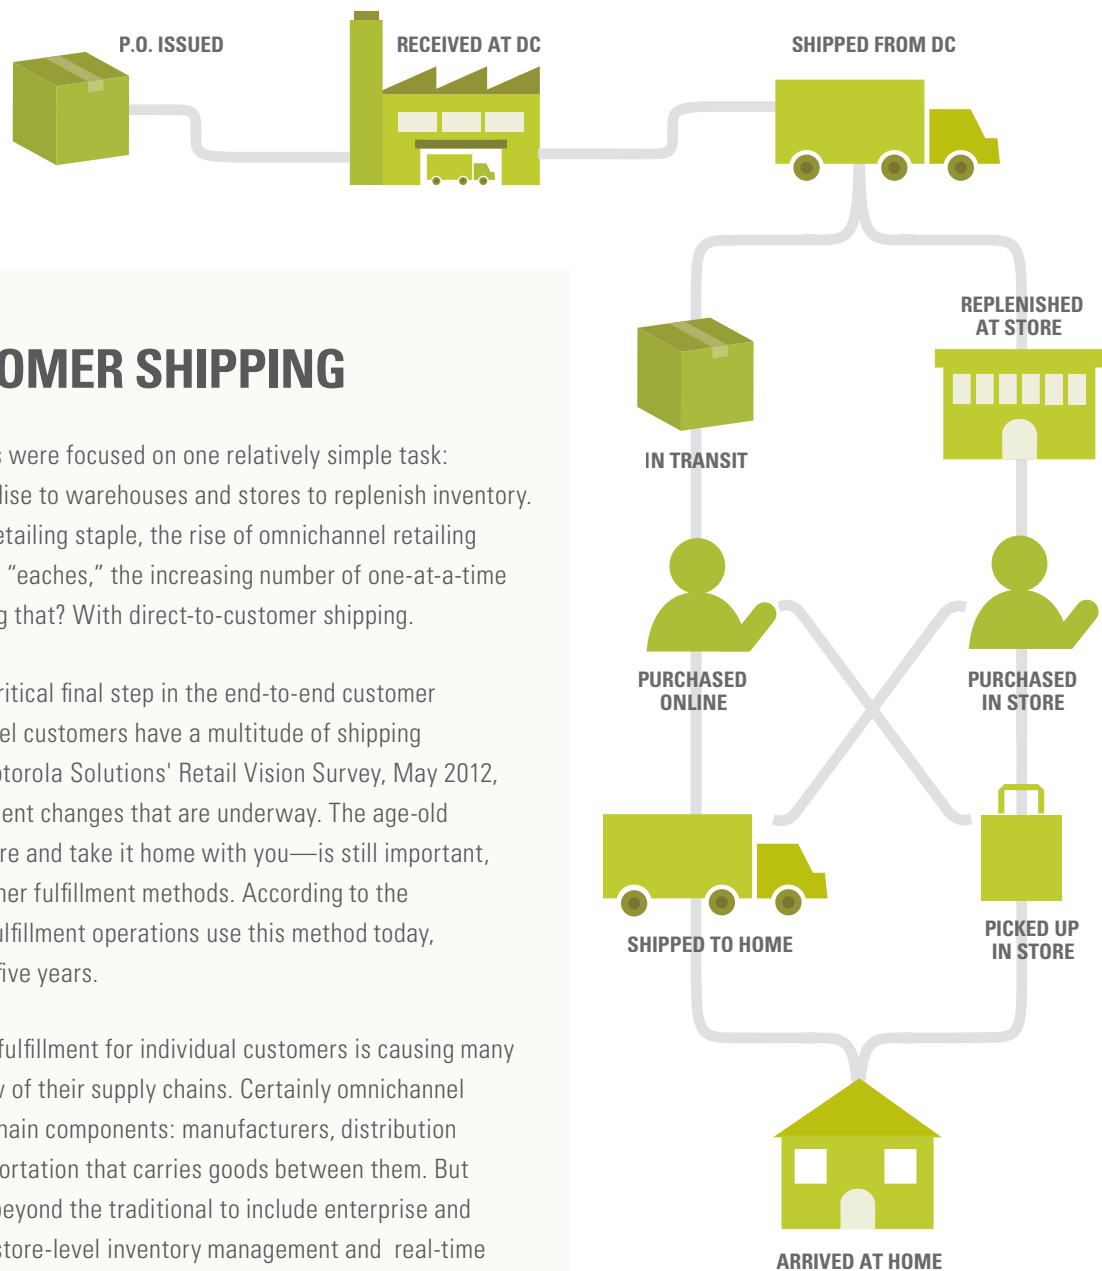 P.O. ISSUED
RECEIVED AT DC
SHIPPED FROM DC
OMER SHIPPING
s were focused on one relatively simple task:
dise to warehouses and stores to replenish inventory.
etailing staple, the rise of omnichannel retailing
“eaches,” the increasing number of one-at-a-time
g that? With direct-to-customer shipping.
ritical final step in the end-to-end customer
el customers have a multitude of shipping
otorola Solutions' Retail Vision Survey, May 2012,
ent changes that are underway. The age-old
re and take it home with you—is still important,
her fulfillment methods. According to the
ulfillment operations use this method today,
five years.
fulfillment for individual customers is causing many
of their supply chains. Certainly omnichannel
hain components: manufacturers, distribution
portation that carries goods between them. But
beyond the traditional to include enterprise and
store-level inventory management and real-time
REPLENISHED
AT STORE
IN TRANSIT
PURCHASED
ONLINE
PURCHASED
IN STORE
SHIPPED TO HOME
PICKED UP
IN STORE
ARRIVED AT HOME